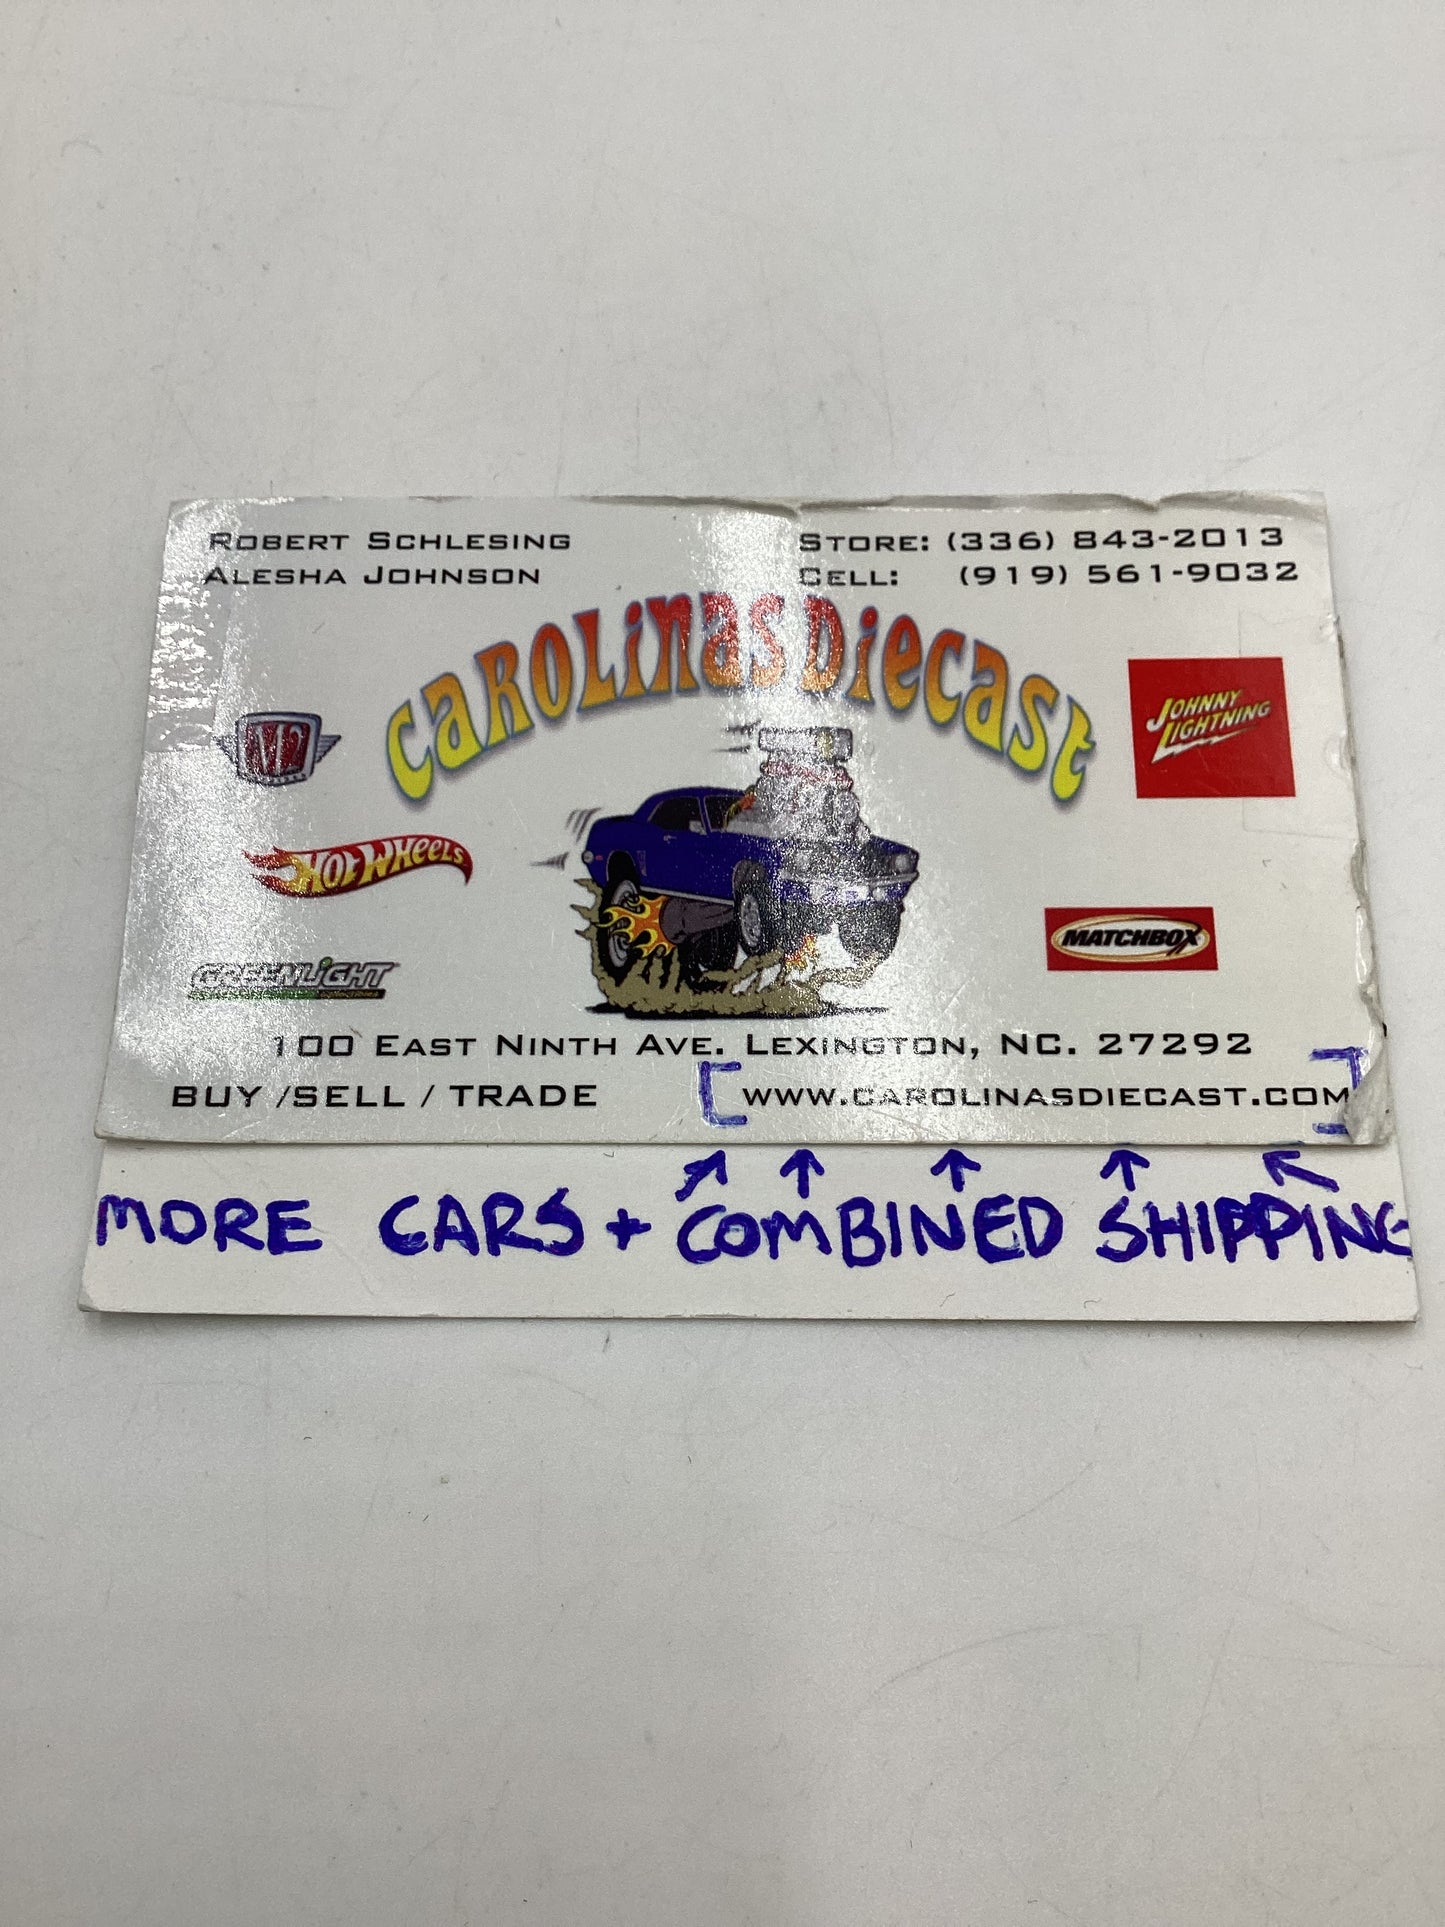 ROBERT SCHLESING
ALESHA JOHNSON
STORE: (336) 843-2013
CELL: (919) 561-9032
CAROLINAS DIECAST
M2
JOHNNY
LIGHTNING
HOT WHEELS
MATCHBOX
GREENLIGHT
100 EAST NINTH AVE. LEXINGTON, NC. 27292
BUY /SELL / TRADE [WWW.CAROLINASDIECAST.COM]
MORE CARS + COMBINED SHIPPING